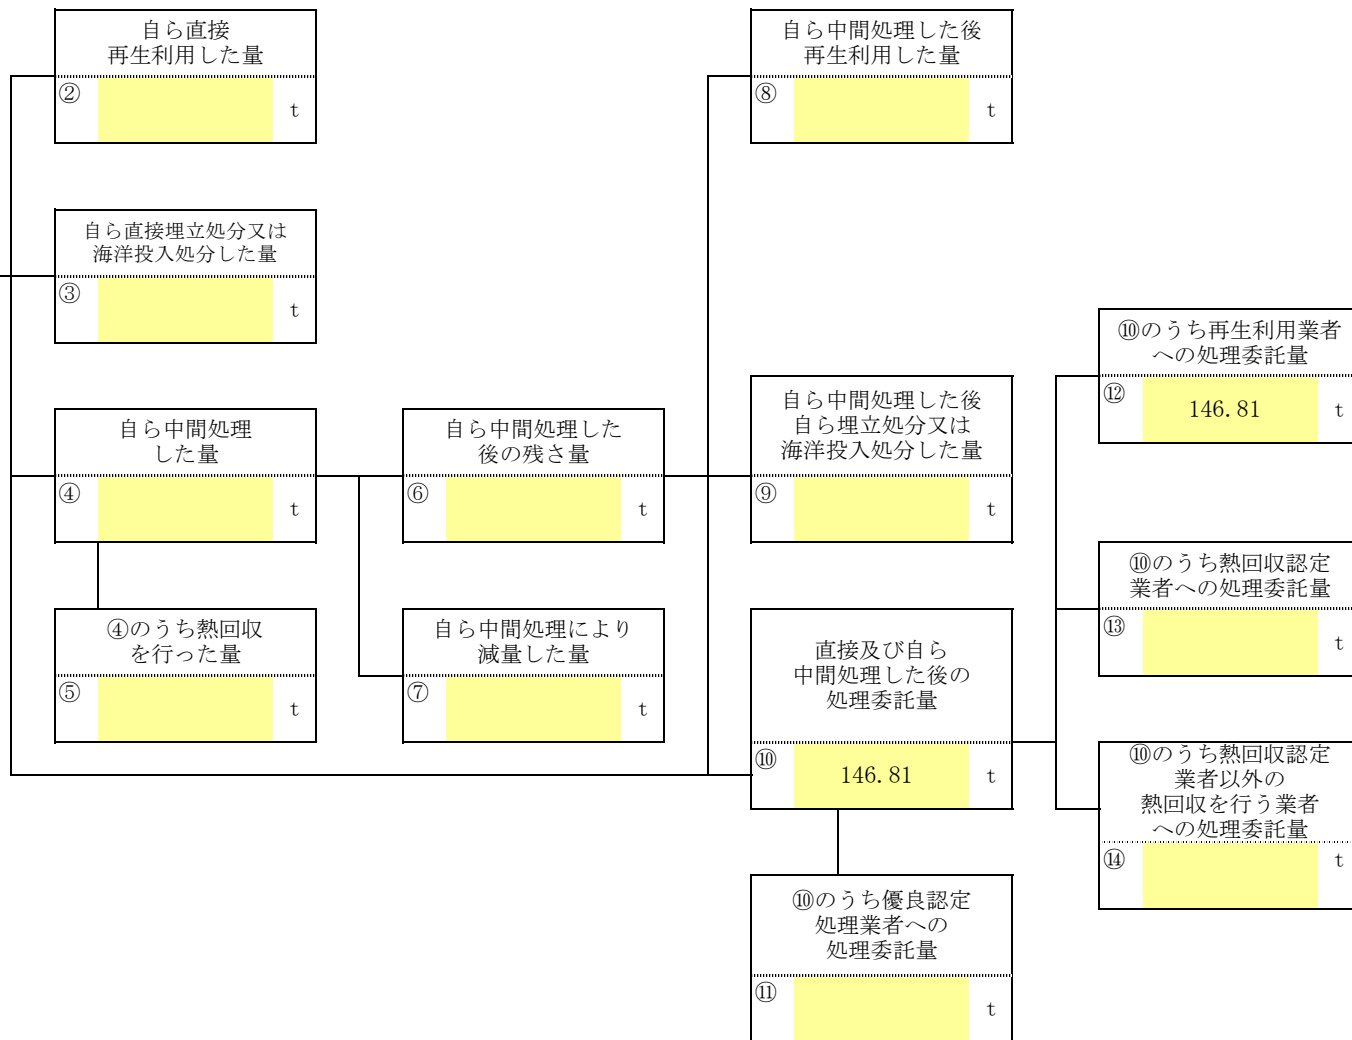 自ら直接
再生利用した量
② t
自ら直接埋立処分又は
海洋投入処分した量
③ t
自ら中間処理
した量
④ t
④のうち熱回収
を行った量
⑤ t
自ら中間処理した
後の残さ量
⑥ t
自ら中間処理により
減量した量
⑦ t
自ら中間処理した後
再生利用した量
⑧ t
自ら中間処理した後
自ら埋立処分又は
海洋投入処分した量
⑨ t
直接及び自ら
中間処理した後の
処理委託量
⑩ 146.81 t
⑩のうち優良認定
処理業者への
処理委託量
⑪ t
⑩のうち再生利用業者
への処理委託量
⑫ 146.81 t
⑩のうち熱回収認定
業者への処理委託量
⑬ t
⑩のうち熱回収認定
業者以外の
熱回収を行う業者
への処理委託量
⑭ t